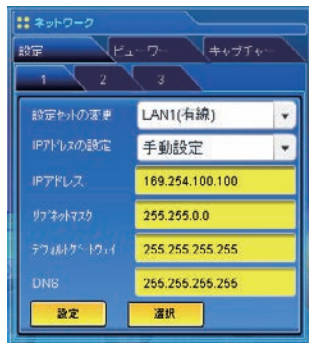 ネットワーク
設定 ビューワー キャプチャー
1 2 3
設定セットの変更 LAN1(有線)
IPアドレスの設定 手動設定
IPアドレス 169.254.100.100
サブネットマスク 255.255.0.0
デフォルトゲートウェイ 255.255.255.255
DNS 255.255.255.255
設定 選択